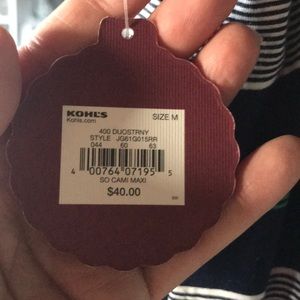 KOHL'S SIZE M
Kohls.com
400 DUOSTRNY
STYLE JG61G015RR
044 60 63
4 00764 07195 5
SO CAMI MAXI
$40.00